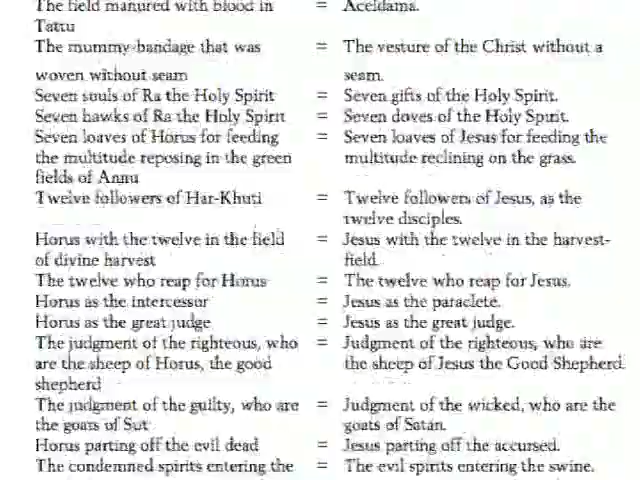 The field manured with blood in = Aceldama.
Tattu
The mummy-bandage that was = The vesture of the Christ without a
woven without seam seam.
Seven souls of Ra the Holy Spirit = Seven gifts of the Holy Spirit.
Seven hawks of Ra the Holy Spirit = Seven doves of the Holy Spirit.
Seven loaves of Horus for feeding = Seven loaves of Jesus for feeding the
the multitude reposing in the green multitude reclining on the grass.
fields of Annu
Twelve followers of Har-Khuti = Twelve followers of Jesus, as the
twelve disciples.
Horus with the twelve in the field = Jesus with the twelve in the harvest-
of divine harvest field.
The twelve who reap for Horus = The twelve who reap for Jesus.
Horus as the intercessor = Jesus as the paraclete.
Horus as the great judge = Jesus as the great judge.
The judgment of the righteous, who = Judgment of the righteous, who are
are the sheep of Horus, the good the sheep of Jesus the Good Shepherd.
shepherd
The judgment of the guilty, who are = Judgment of the wicked, who are the
the goats of Sut goats of Satan.
Horus parting off the evil dead = Jesus parting off the accursed.
The condemned spirits entering the = The evil spirits entering the swine.